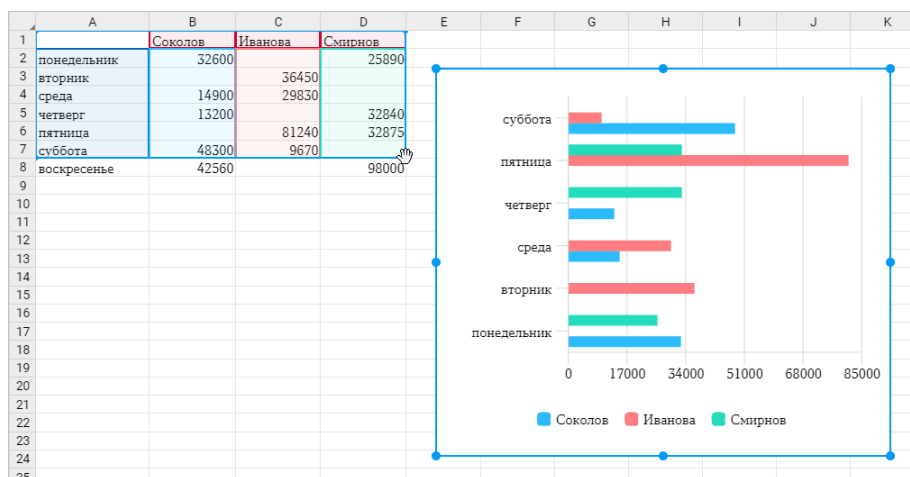 A B C D E F G H I J K
1 Соколов Иванова Смирнов
2 понедельник 32600 25890
3 вторник 36450
4 среда 14900 29830
5 четверг 13200 32840
6 пятница 81240 32875
7 суббота 48300 9670
8 воскресенье 42560 98000
9
10
11
12
13
14
15
16
17
18
19
20
21
22
23
24
25
суббота
пятница
четверг
среда
вторник
понедельник
0 17000 34000 51000 68000 85000
Соколов Иванова Смирнов